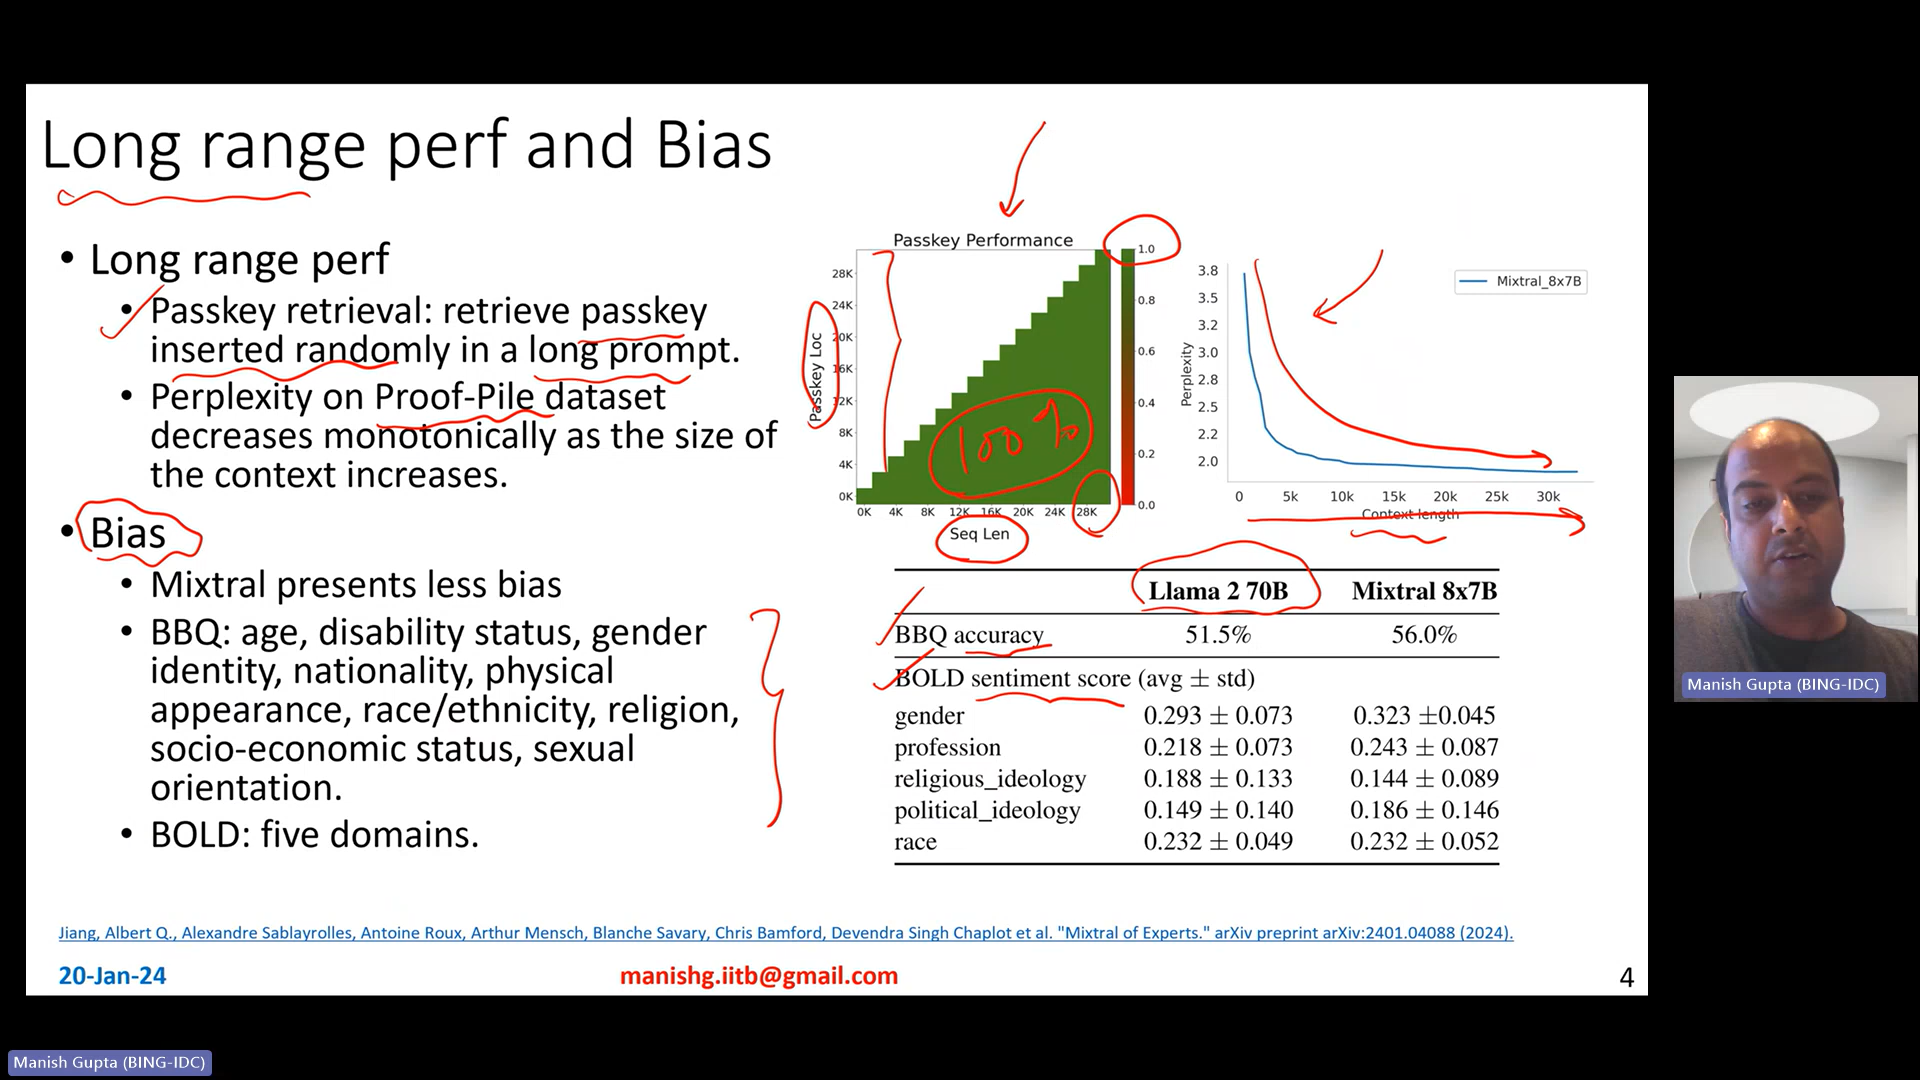 Long range perf and Bias
• Long range perf
• Passkey retrieval: retrieve passkey
inserted randomly in a long prompt.
• Perplexity on Proof-Pile dataset
decreases monotonically as the size of
the context increases.
• Bias
• Mixtral presents less bias
• BBQ: age, disability status, gender
identity, nationality, physical
appearance, race/ethnicity, religion,
socio-economic status, sexual
orientation.
• BOLD: five domains.
Passkey Performance
Passkey Loc
28K
24K
20K
16K
12K
8K
4K
0K
0K 4K 8K 12K 16K 20K 24K 28K
Seq Len
1.0
0.8
0.6
0.4
0.2
0.0
100%
Perplexity
3.8
3.5
3.2
3.0
2.8
2.5
2.2
2.0
Mixtral_8x7B
0 5k 10k 15k 20k 25k 30k
Context length
Llama 2 70B Mixtral 8x7B
BBQ accuracy 51.5% 56.0%
BOLD sentiment score (avg ± std)
gender 0.293 ± 0.073 0.323 ±0.045
profession 0.218 ± 0.073 0.243 ± 0.087
religious_ideology 0.188 ± 0.133 0.144 ± 0.089
political_ideology 0.149 ± 0.140 0.186 ± 0.146
race 0.232 ± 0.049 0.232 ± 0.052
Jiang, Albert Q., Alexandre Sablayrolles, Antoine Roux, Arthur Mensch, Blanche Savary, Chris Bamford, Devendra Singh Chaplot et al. "Mixtral of Experts." arXiv preprint arXiv:2401.04088 (2024).
20-Jan-24 manishg.iitb@gmail.com 4
Manish Gupta (BING-IDC)
Manish Gupta (BING-IDC)